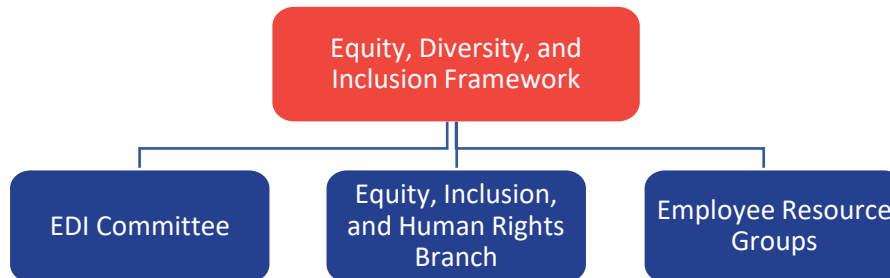 Equity, Diversity, and
Inclusion Framework
EDI Committee
Equity, Inclusion,
and Human Rights
Branch
Employee Resource
Groups